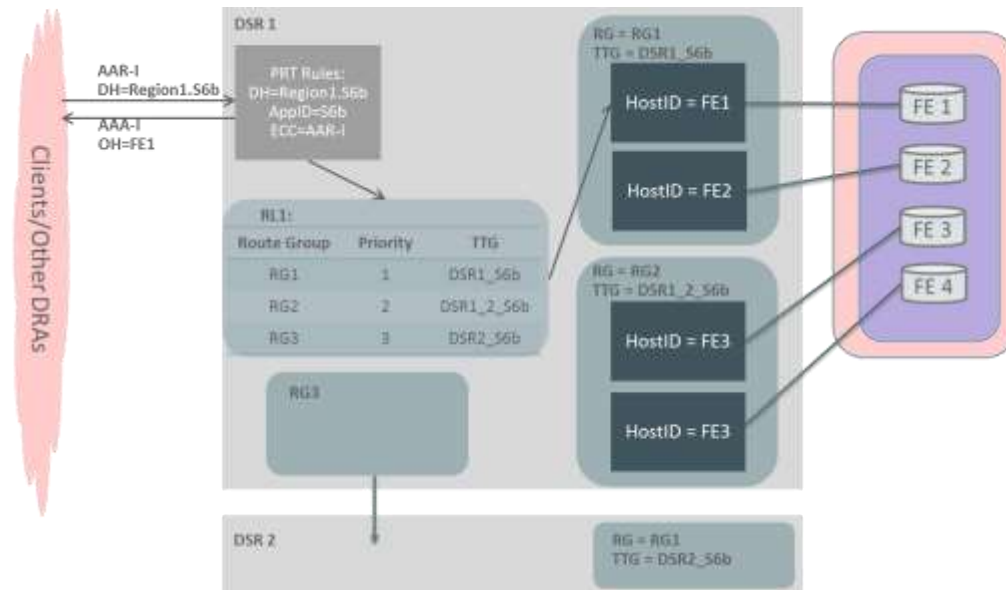 DSR 1
AAR-I
DH=Region1.S6b
AAA-I
OH=FE1
Clients/Other DRAs
PRT Rules:
DH=Region1.S6b
AppID=S6b
ECC=AAR-I
RL1:
Route Group Priority TTG
RG1 1 DSR1_S6b
RG2 2 DSR1_2_S6b
RG3 3 DSR2_S6b
RG3
RG = RG1
TTG = DSR1_S6b
HostID = FE1
HostID = FE2
RG = RG2
TTG = DSR1_2_S6b
HostID = FE3
HostID = FE3
FE 1
FE 2
FE 3
FE 4
DSR 2
RG = RG1
TTG = DSR2_S6b